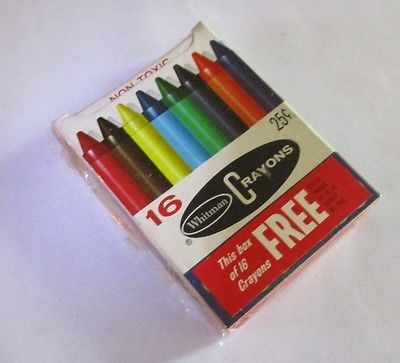 NON-TOXIC
25¢
16
Whitman CRAYONS
®
This box
of 16
Crayons
FREE